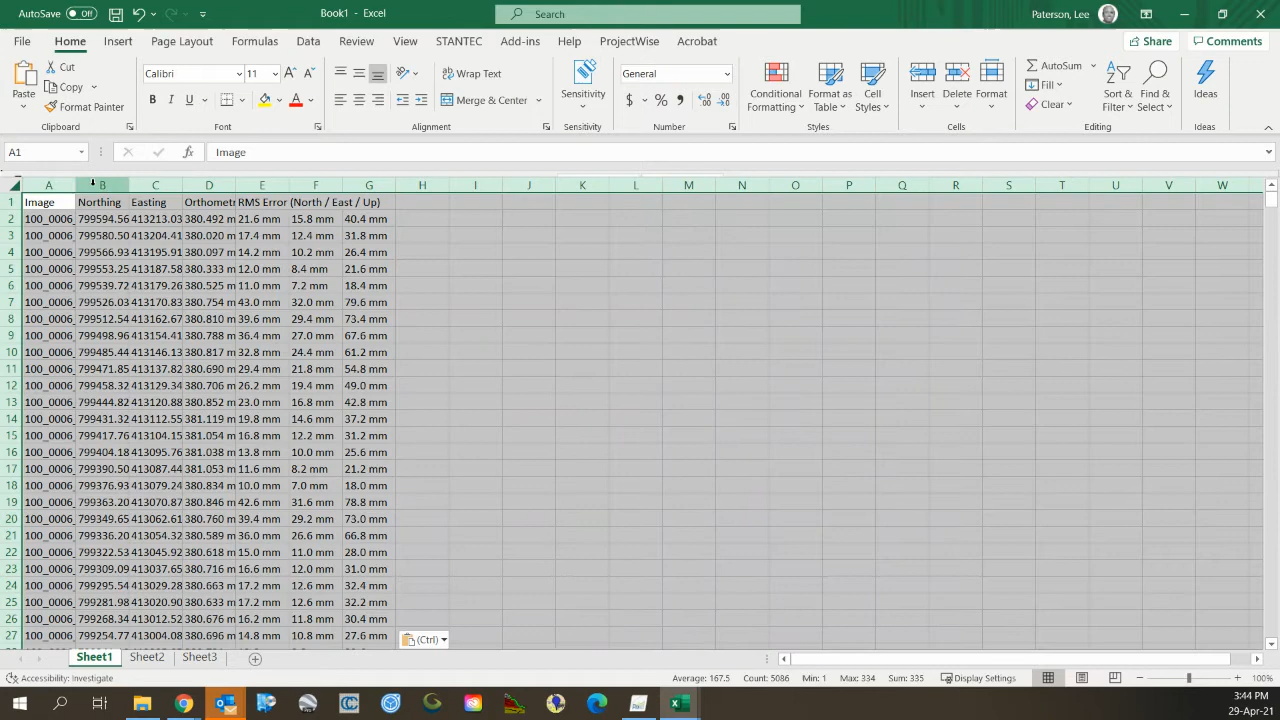 AutoSave Off Book1 - Excel Search Paterson, Lee
File Home Insert Page Layout Formulas Data Review View STANTEC Add-ins Help ProjectWise Acrobat Share Comments
Paste Cut Copy Format Painter Clipboard
Calibri 11 A A B I U A Font
Wrap Text Merge & Center Alignment
Sensitivity Sensitivity
General $ % , Number
Conditional Formatting Format as Table Cell Styles Styles
Insert Delete Format Cells
AutoSum Fill Clear Sort & Filter Find & Select Editing
Ideas Ideas
A1 fx Image
A B C D E F G H I J K L M N O P Q R S T U V W
1 Image Northing Easting Orthometr RMS Error (North / East / Up)
2 100_0006_ 799594.56 413213.03 380.492 m 21.6 mm 15.8 mm 40.4 mm
3 100_0006_ 799580.50 413204.41 380.020 m 17.4 mm 12.4 mm 31.8 mm
4 100_0006_ 799566.93 413195.91 380.097 m 14.2 mm 10.2 mm 26.4 mm
5 100_0006_ 799553.25 413187.58 380.333 m 12.0 mm 8.4 mm 21.6 mm
6 100_0006_ 799539.72 413179.26 380.525 m 11.0 mm 7.2 mm 18.4 mm
7 100_0006_ 799526.03 413170.83 380.754 m 43.0 mm 32.0 mm 79.6 mm
8 100_0006_ 799512.54 413162.67 380.810 m 39.6 mm 29.4 mm 73.4 mm
9 100_0006_ 799498.96 413154.41 380.788 m 36.4 mm 27.0 mm 67.6 mm
10 100_0006_ 799485.44 413146.13 380.817 m 32.8 mm 24.4 mm 61.2 mm
11 100_0006_ 799471.85 413137.82 380.690 m 29.4 mm 21.8 mm 54.8 mm
12 100_0006_ 799458.32 413129.34 380.706 m 26.2 mm 19.4 mm 49.0 mm
13 100_0006_ 799444.82 413120.88 380.852 m 23.0 mm 16.8 mm 42.8 mm
14 100_0006_ 799431.32 413112.55 381.119 m 19.8 mm 14.6 mm 37.2 mm
15 100_0006_ 799417.76 413104.15 381.054 m 16.8 mm 12.2 mm 31.2 mm
16 100_0006_ 799404.18 413095.76 381.038 m 13.8 mm 10.0 mm 25.6 mm
17 100_0006_ 799390.50 413087.44 381.053 m 11.6 mm 8.2 mm 21.2 mm
18 100_0006_ 799376.93 413079.24 380.834 m 10.0 mm 7.0 mm 18.0 mm
19 100_0006_ 799363.20 413070.87 380.846 m 42.6 mm 31.6 mm 78.8 mm
20 100_0006_ 799349.65 413062.61 380.760 m 39.4 mm 29.2 mm 73.0 mm
21 100_0006_ 799336.20 413054.32 380.589 m 36.0 mm 26.6 mm 66.8 mm
22 100_0006_ 799322.53 413045.92 380.618 m 15.0 mm 11.0 mm 28.0 mm
23 100_0006_ 799309.09 413037.65 380.716 m 16.6 mm 12.0 mm 31.0 mm
24 100_0006_ 799295.54 413029.28 380.663 m 17.2 mm 12.6 mm 32.4 mm
25 100_0006_ 799281.98 413020.90 380.633 m 17.2 mm 12.6 mm 32.2 mm
26 100_0006_ 799268.34 413012.52 380.676 m 16.2 mm 11.8 mm 30.4 mm
27 100_0006_ 799254.77 413004.08 380.696 m 14.8 mm 10.8 mm 27.6 mm
(Ctrl)
Sheet1 Sheet2 Sheet3
Accessibility: Investigate Average: 167.5 Count: 5086 Min: 1 Max: 334 Sum: 335 Display Settings 100%
3:44 PM
29-Apr-21